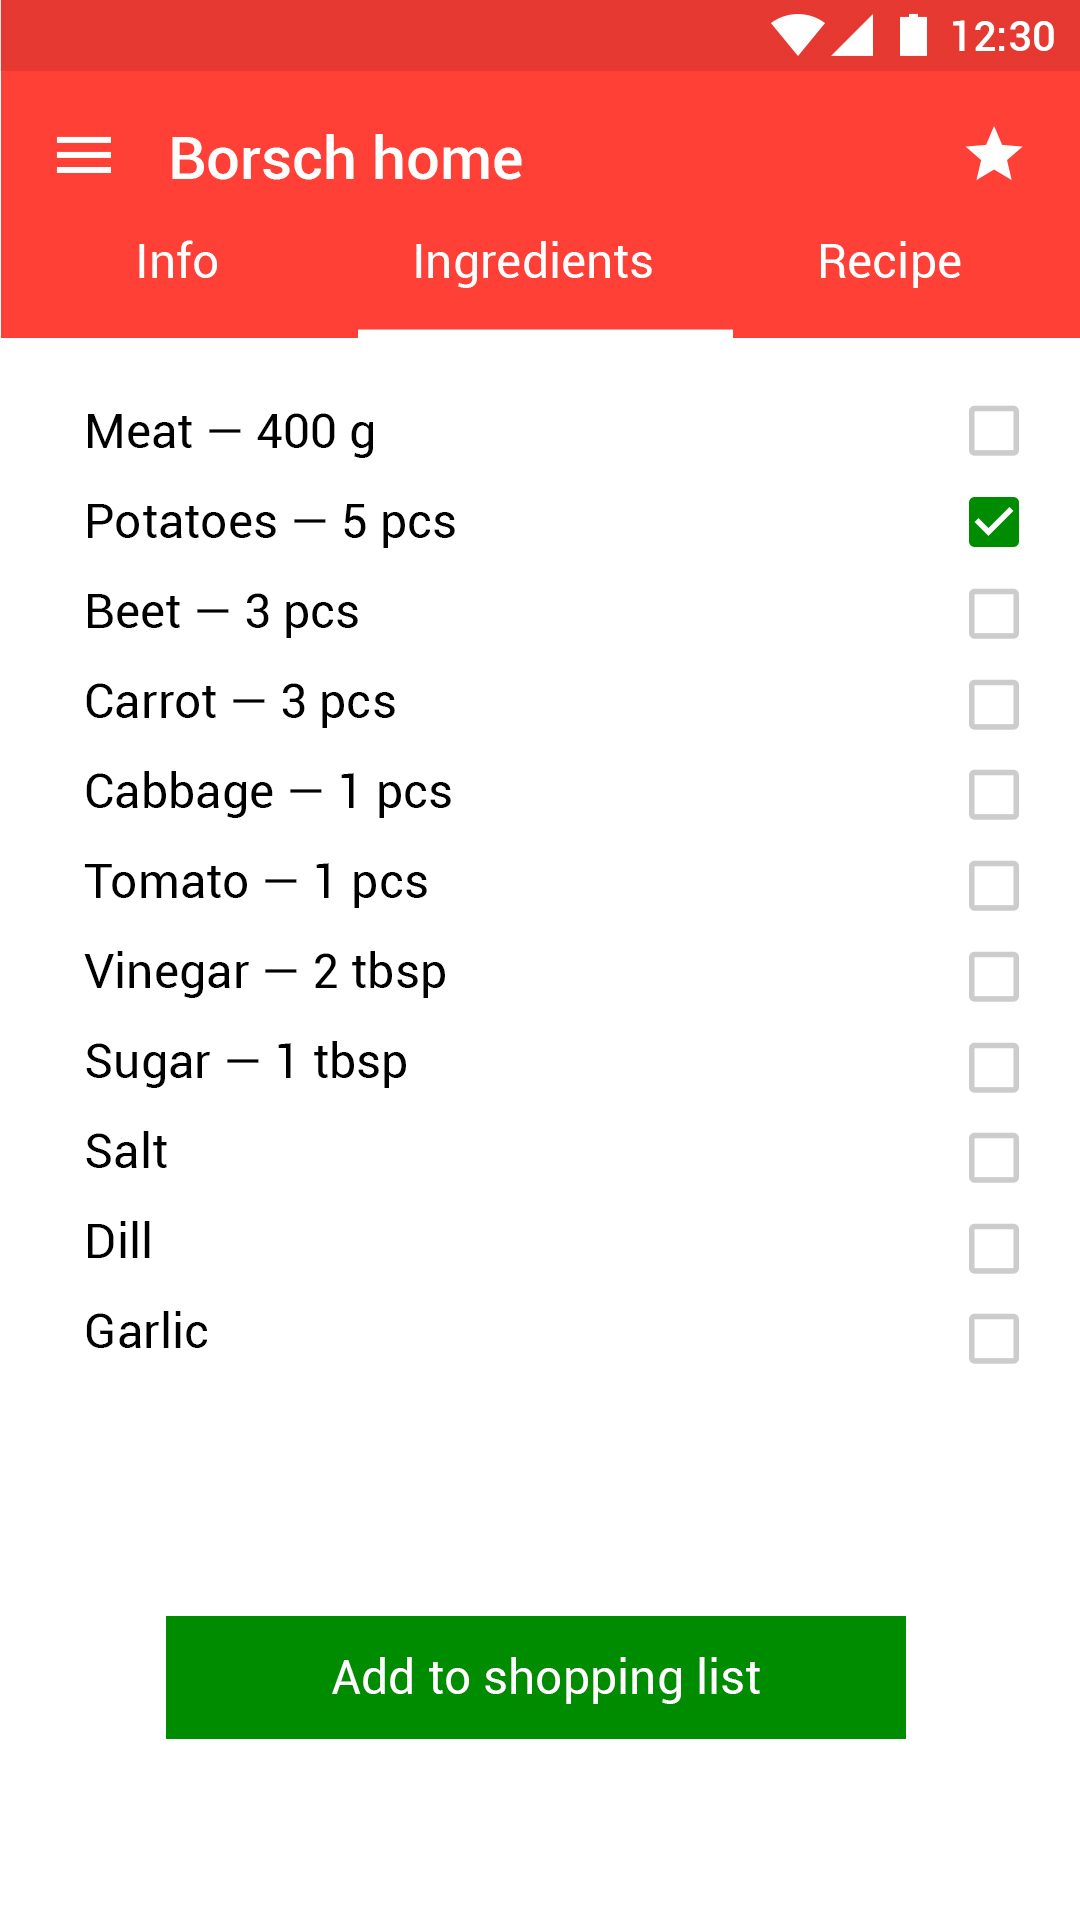 12:30
Borsch home
Info Ingredients Recipe
Meat — 400 g
Potatoes — 5 pcs
Beet — 3 pcs
Carrot — 3 pcs
Cabbage — 1 pcs
Tomato — 1 pcs
Vinegar — 2 tbsp
Sugar — 1 tbsp
Salt
Dill
Garlic
Add to shopping list